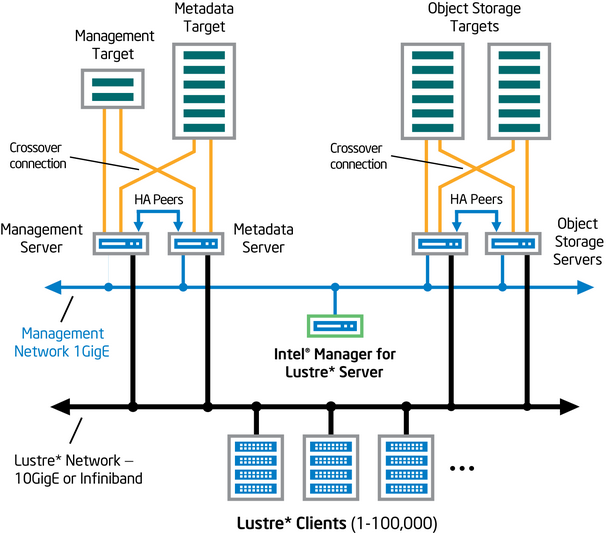 Metadata
Target
Object Storage
Targets
Management
Target
Crossover
connection
Crossover
connection
HA Peers
HA Peers
Management
Server
Metadata
Server
Object
Storage
Servers
Management
Network 1GigE
Intel® Manager for
Lustre* Server
Lustre* Network –
10GigE or Infiniband
Lustre* Clients (1-100,000)